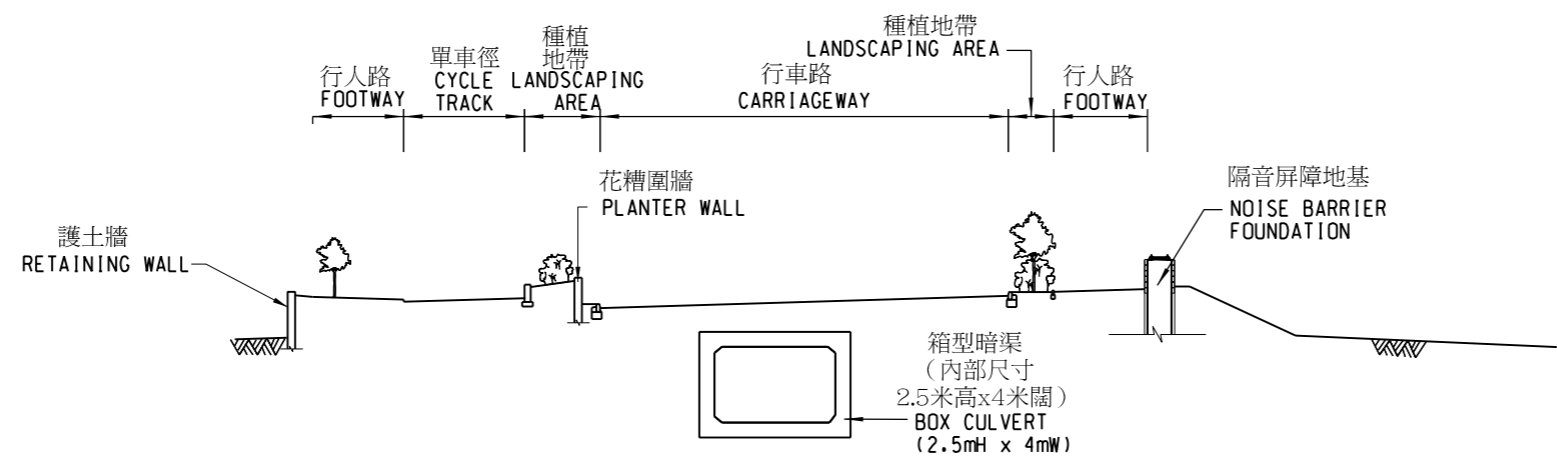 行人路
FOOTWAY
單車徑
CYCLE
TRACK
種植
地帶
LANDSCAPING
AREA
行車路
CARRIAGEWAY
種植地帶
LANDSCAPING AREA
行人路
FOOTWAY
護土牆
RETAINING WALL
花糟圍牆
PLANTER WALL
隔音屏障地基
NOISE BARRIER
FOUNDATION
箱型暗渠
(內部尺寸
2.5米高x4米闊)
BOX CULVERT
(2.5mH x 4mW)